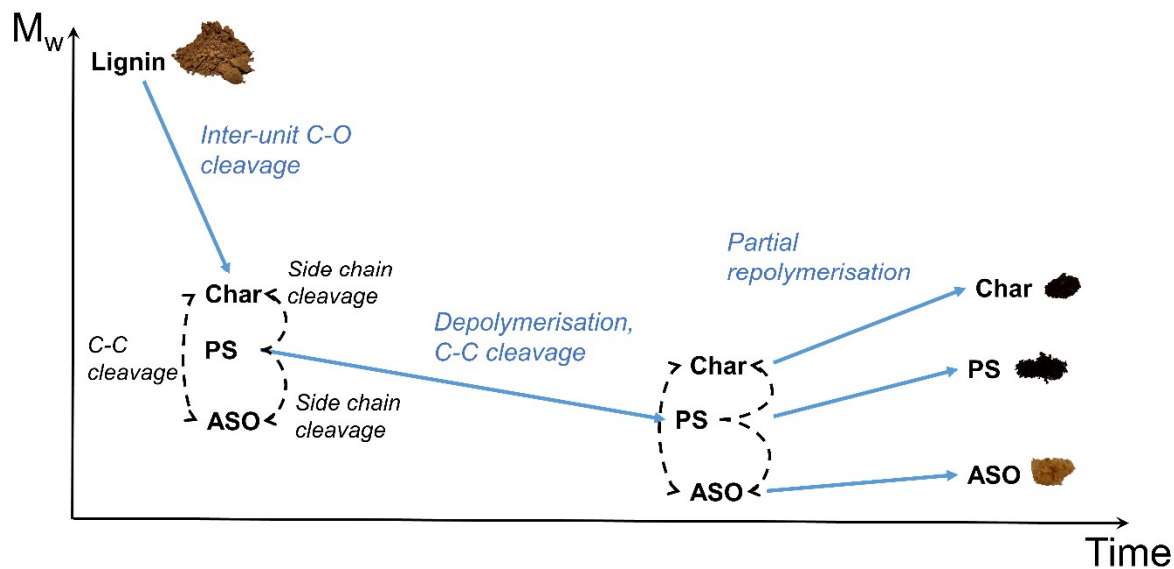 Mw
Lignin
Inter-unit C-O
cleavage
Side chain
cleavage
Char
PS
ASO
C-C
cleavage
Side chain
cleavage
Depolymerisation,
C-C cleavage
Char
PS
ASO
Partial
repolymerisation
Char
PS
ASO
Time